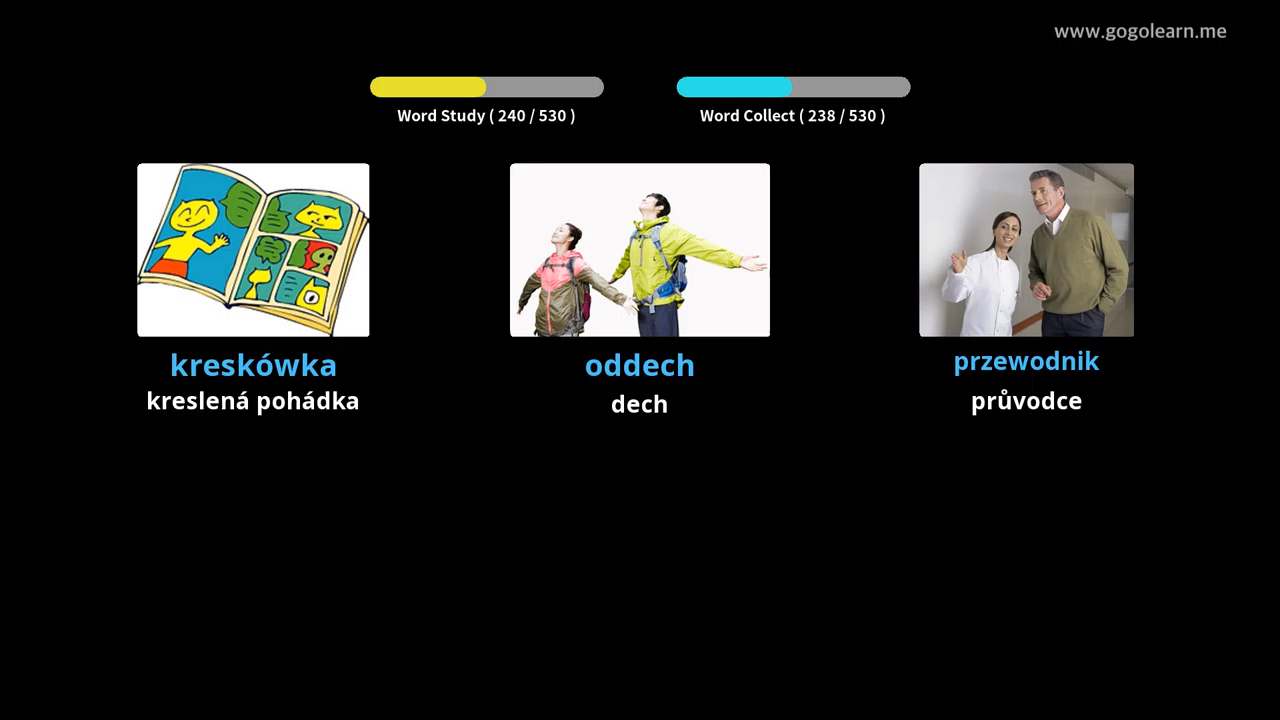 www.gogolearn.me
Word Study ( 240 / 530 )
Word Collect ( 238 / 530 )
kreskówka
oddech
przewodnik
kreslená pohádka
dech
průvodce